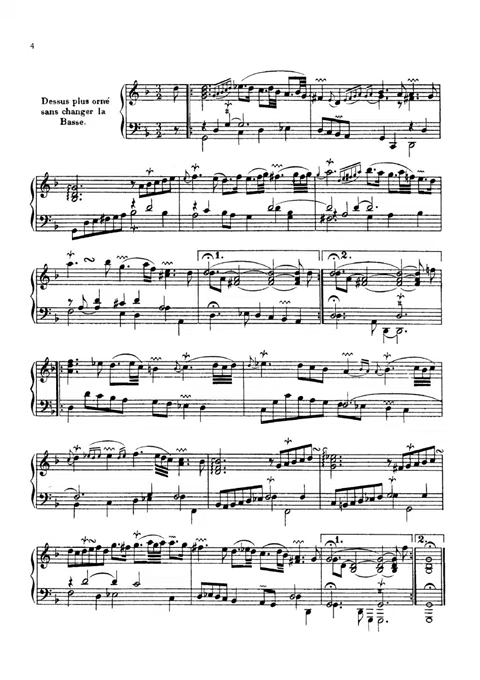 4
Dessus plus orné
sans changer la
Basse.
1.
2.
1.
2.